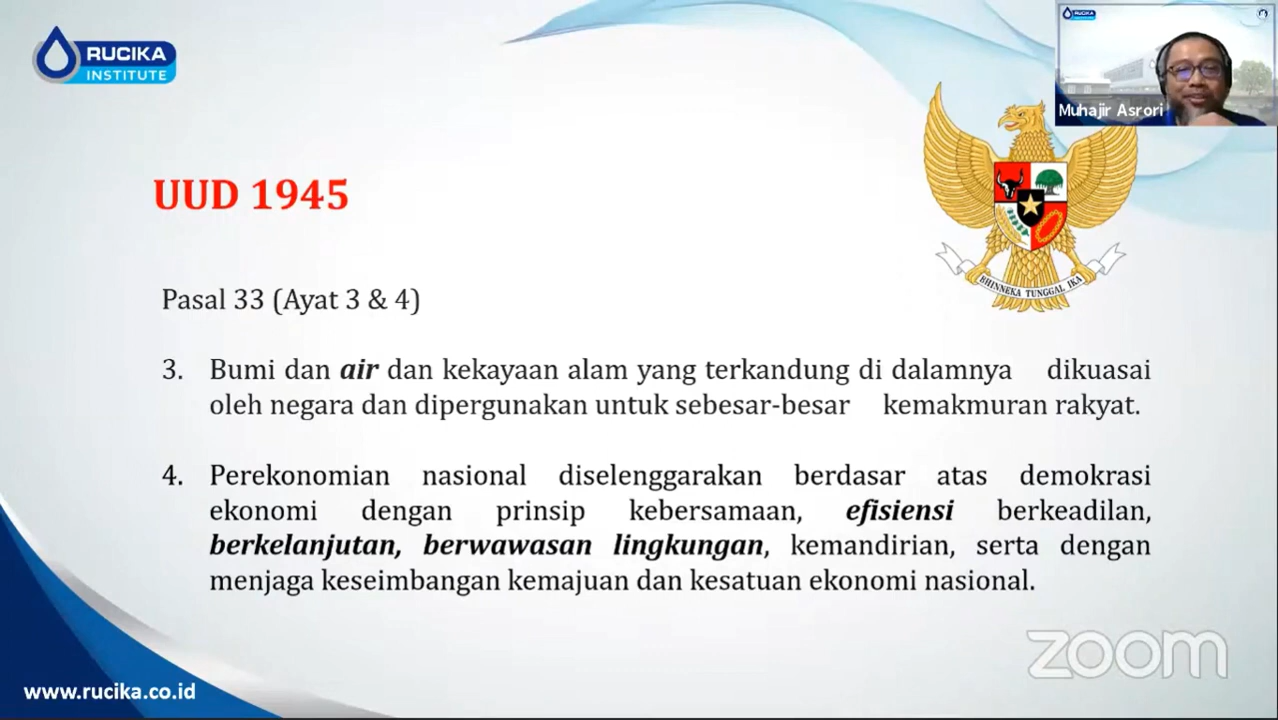 RUCIKA
INSTITUTE
RUCIKA
Muhajir Asrori
UUD 1945
BHINNEKA TUNGGAL IKA
Pasal 33 (Ayat 3 & 4)
3. Bumi dan air dan kekayaan alam yang terkandung di dalamnya dikuasai
oleh negara dan dipergunakan untuk sebesar-besar kemakmuran rakyat.
4. Perekonomian nasional diselenggarakan berdasar atas demokrasi
ekonomi dengan prinsip kebersamaan, efisiensi berkeadilan,
berkelanjutan, berwawasan lingkungan, kemandirian, serta dengan
menjaga keseimbangan kemajuan dan kesatuan ekonomi nasional.
zoom
www.rucika.co.id